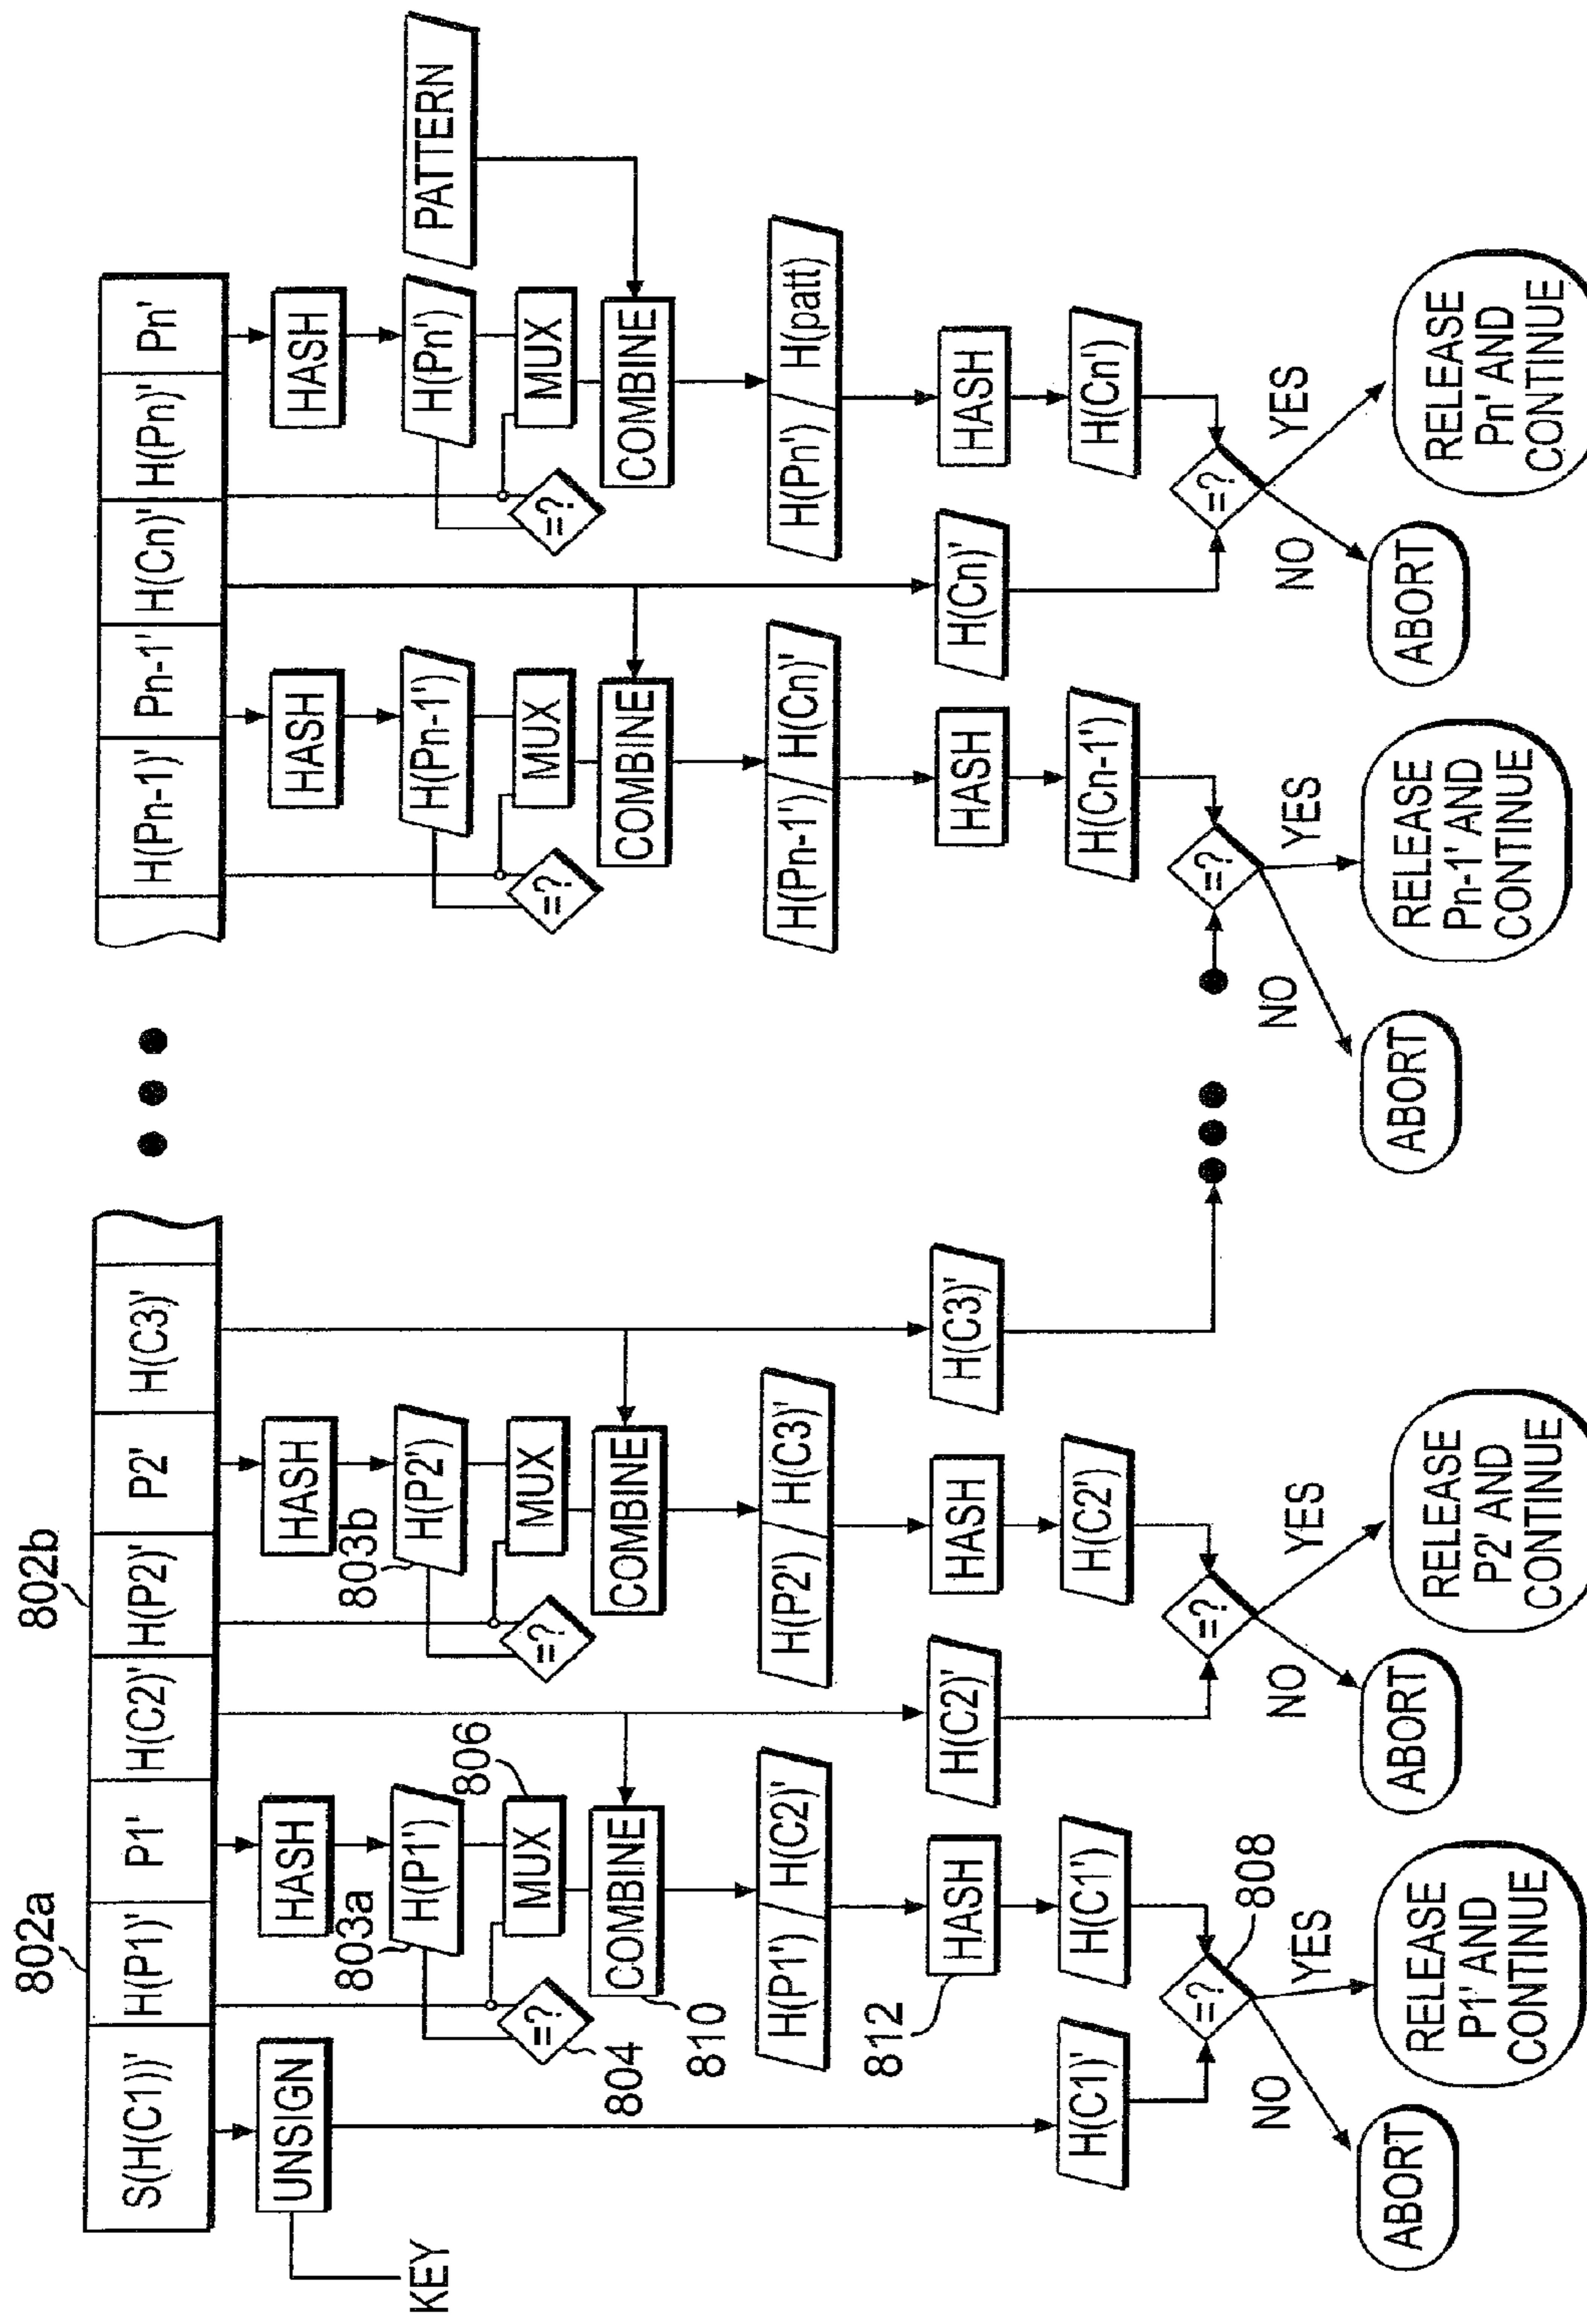 802a
802b
S(H(C1))'
H(P1)'
P1'
H(C2)'
H(P2)'
P2'
H(C3)'
H(Pn-1)'
Pn-1'
H(Cn)'
H(Pn)'
Pn'
UNSIGN
KEY
HASH
HASH
HASH
HASH
803a
H(P1')
803b
H(P2')
H(Pn-1')
H(Pn')
PATTERN
=?
804
MUX
806
=?
MUX
=?
MUX
=?
MUX
COMBINE
810
COMBINE
COMBINE
COMBINE
H(P1') / H(C2)'
H(P2') / H(C3)'
H(Pn-1') / H(Cn)'
H(Pn') / H(patt)
812
HASH
H(C2)'
HASH
H(C3)'
HASH
H(Cn)'
HASH
H(C1)'
H(C1')
H(C2')
H(Cn-1')
H(Cn')
=?
808
=?
=?
=?
NO
YES
NO
YES
NO
YES
NO
YES
ABORT
RELEASE
P1' AND
CONTINUE
ABORT
RELEASE
P2' AND
CONTINUE
ABORT
RELEASE
Pn-1' AND
CONTINUE
ABORT
RELEASE
Pn' AND
CONTINUE